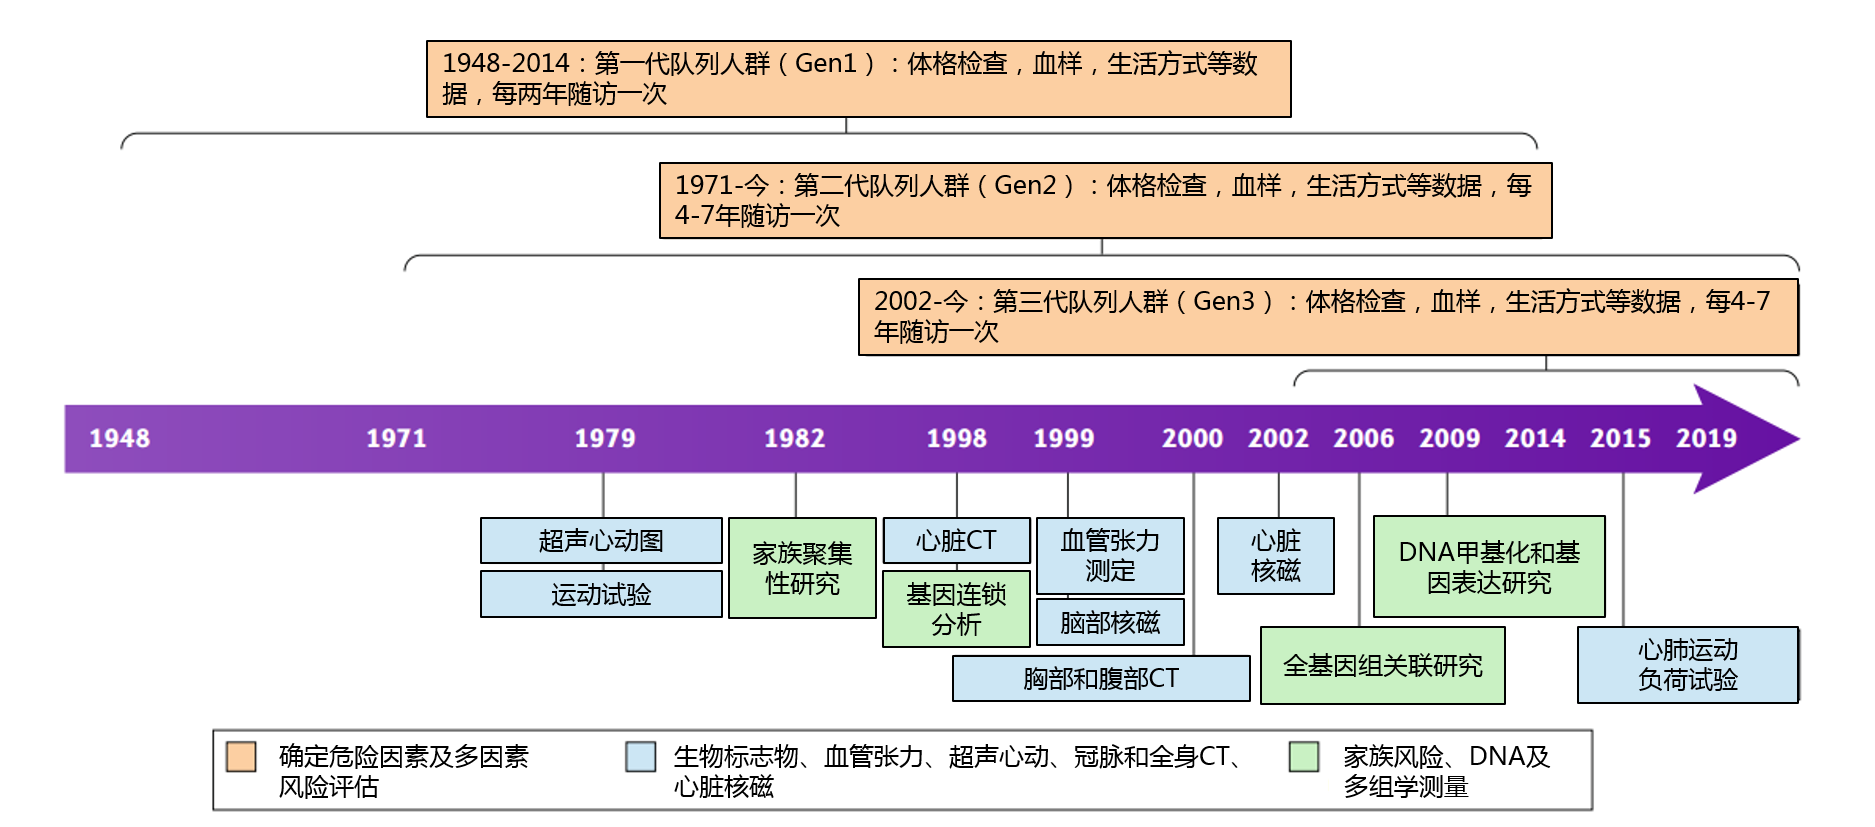 1948-2014：第一代队列人群（Gen1）：体格检查，血样，生活方式等数
据，每两年随访一次
1971-今：第二代队列人群（Gen2）：体格检查，血样，生活方式等数据，每
4-7年随访一次
2002-今：第三代队列人群（Gen3）：体格检查，血样，生活方式等数据，每4-7
年随访一次
1948 1971 1979 1982 1998 1999 2000 2002 2006 2009 2014 2015 2019
超声心动图
运动试验
家族聚集
性研究
心脏CT
基因连锁
分析
血管张力
测定
脑部核磁
胸部和腹部CT
心脏
核磁
全基因组关联研究
DNA甲基化和基
因表达研究
心肺运动
负荷试验
确定危险因素及多因素
风险评估
生物标志物、血管张力、超声心动、冠脉和全身CT、
心脏核磁
家族风险、DNA及
多组学测量